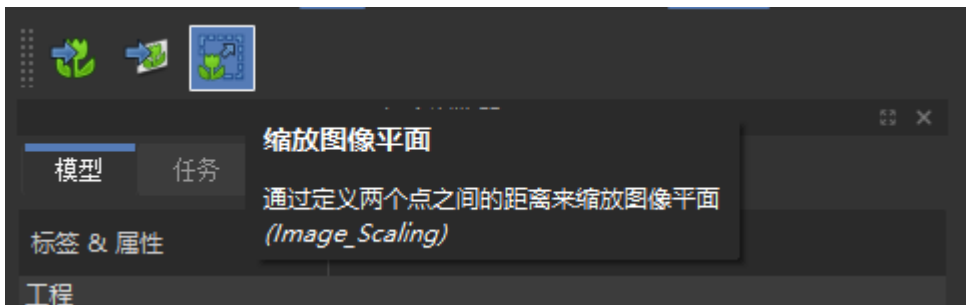 缩放图像平面
模型
任务
通过定义两个点之间的距离来缩放图像平面
(Image_Scaling)
标签 & 属性
工程